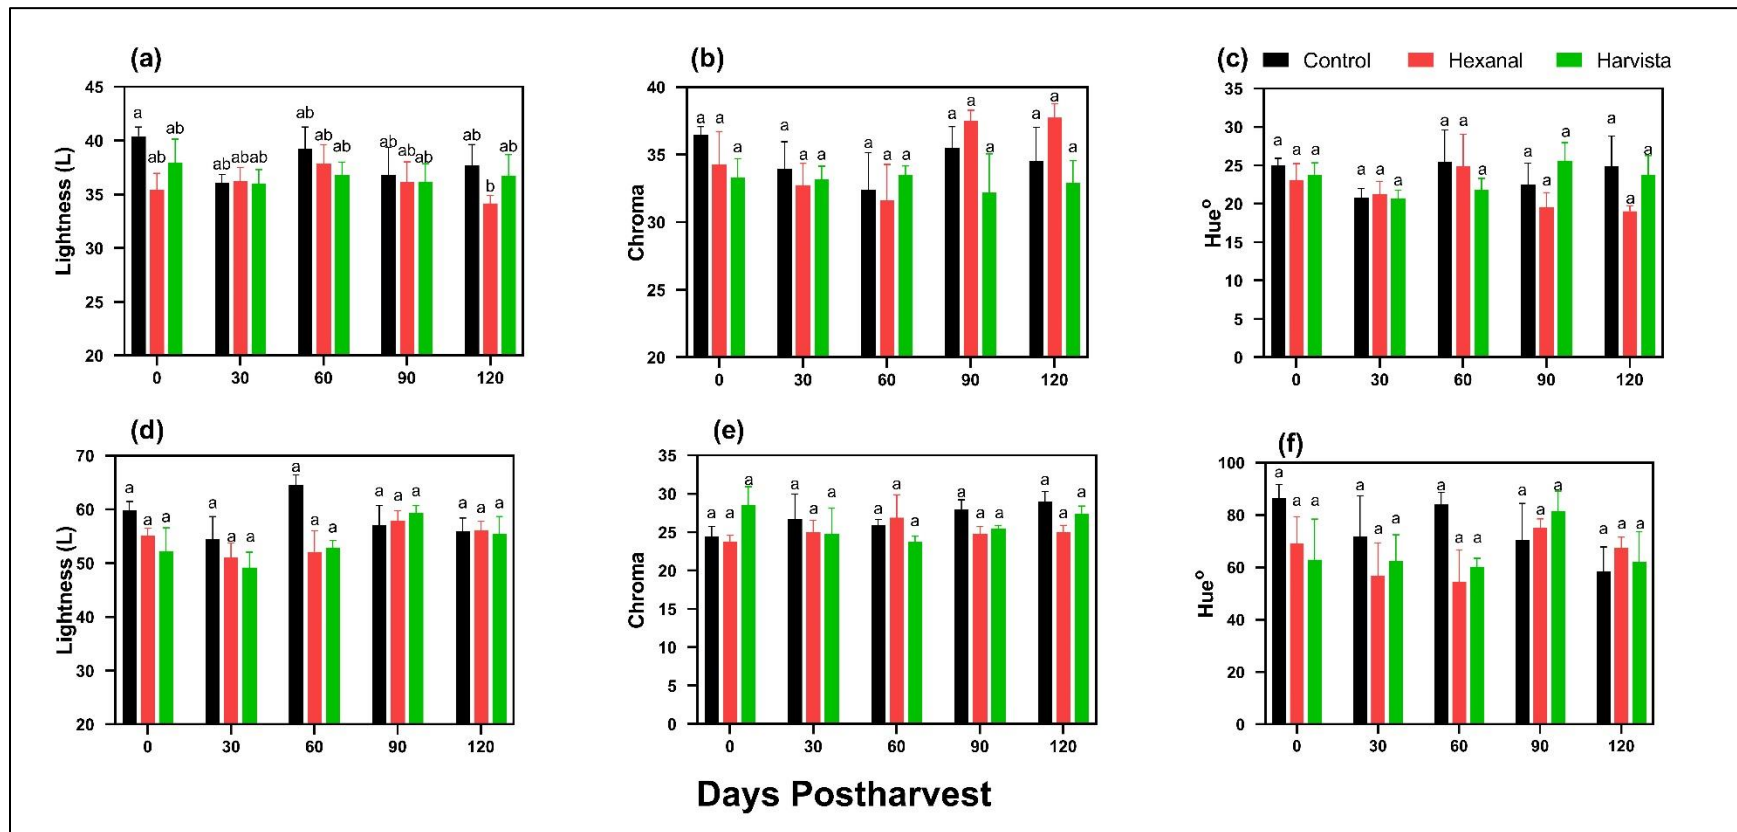 (a)
Lightness (L)
45
40
35
30
25
20
a ab ab
ab ab ab
ab ab ab
ab ab ab
ab b ab
0 30 60 90 120
(b)
Chroma
40
35
30
25
20
a a a
a a a
a a a
a a a
a a a
0 30 60 90 120
(c) Control Hexanal Harvista
Hue°
35
30
25
20
15
10
5
0
a a a
a a a
a a a
a a a
a a a
0 30 60 90 120
(d)
Lightness (L)
70
60
50
40
30
20
a a a
a a a
a a a
a a a
a a a
0 30 60 90 120
(e)
Chroma
35
30
25
20
15
10
5
0
a a a
a a a
a a a
a a a
a a a
0 30 60 90 120
(f)
Hue°
100
80
60
40
20
0
a a a
a a a
a a a
a a a
a a a
0 30 60 90 120
Days Postharvest